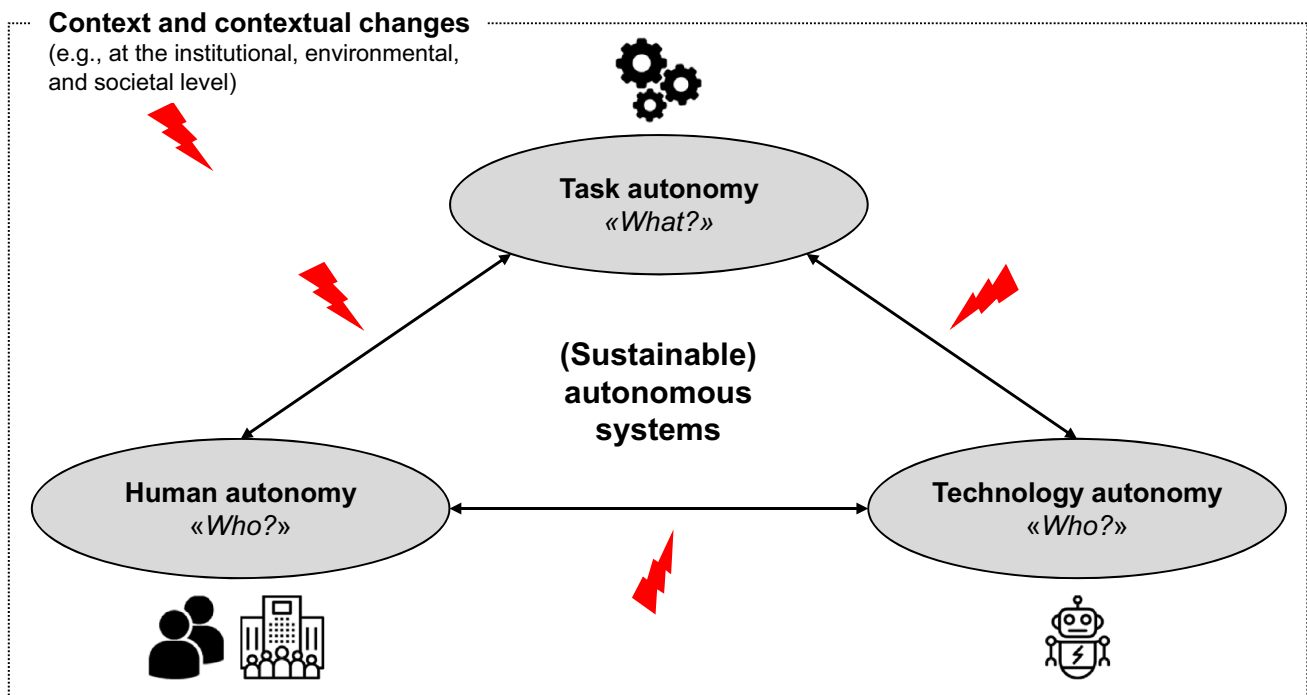 Context and contextual changes
(e.g., at the institutional, environmental,
and societal level)
Task autonomy
«What?»
(Sustainable)
autonomous
systems
Human autonomy
«Who?»
Technology autonomy
«Who?»